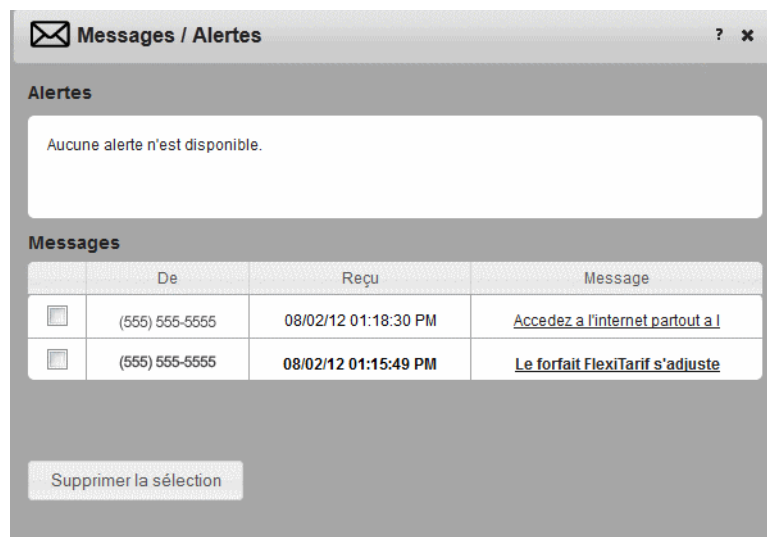 Messages / Alertes ? ×
Alertes
Aucune alerte n'est disponible.
Messages
De Reçu Message
(555) 555-5555 08/02/12 01:18:30 PM Accedez a l'internet partout a l
(555) 555-5555 08/02/12 01:15:49 PM Le forfait FlexiTarif s'adjuste
Supprimer la sélection